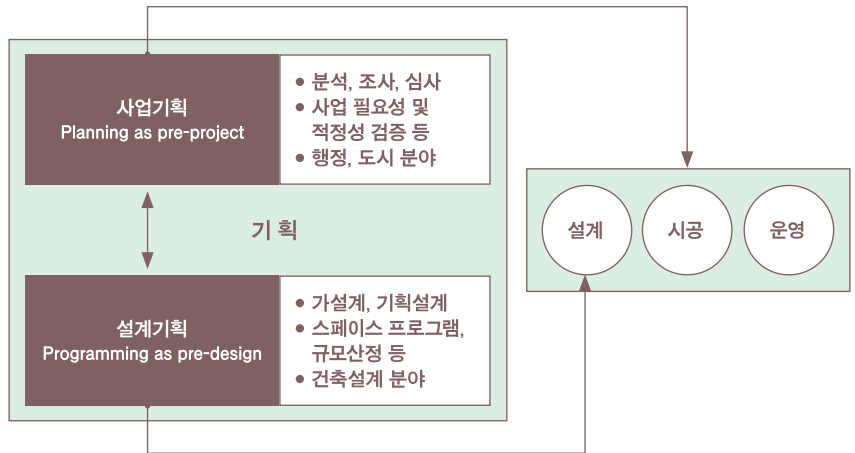 사업기획
Planning as pre-project
• 분석, 조사, 심사
• 사업 필요성 및
적정성 검증 등
• 행정, 도시 분야
기 획
설계기획
Programming as pre-design
• 가설계, 기획설계
• 스페이스 프로그램,
규모산정 등
• 건축설계 분야
설계
시공
운영